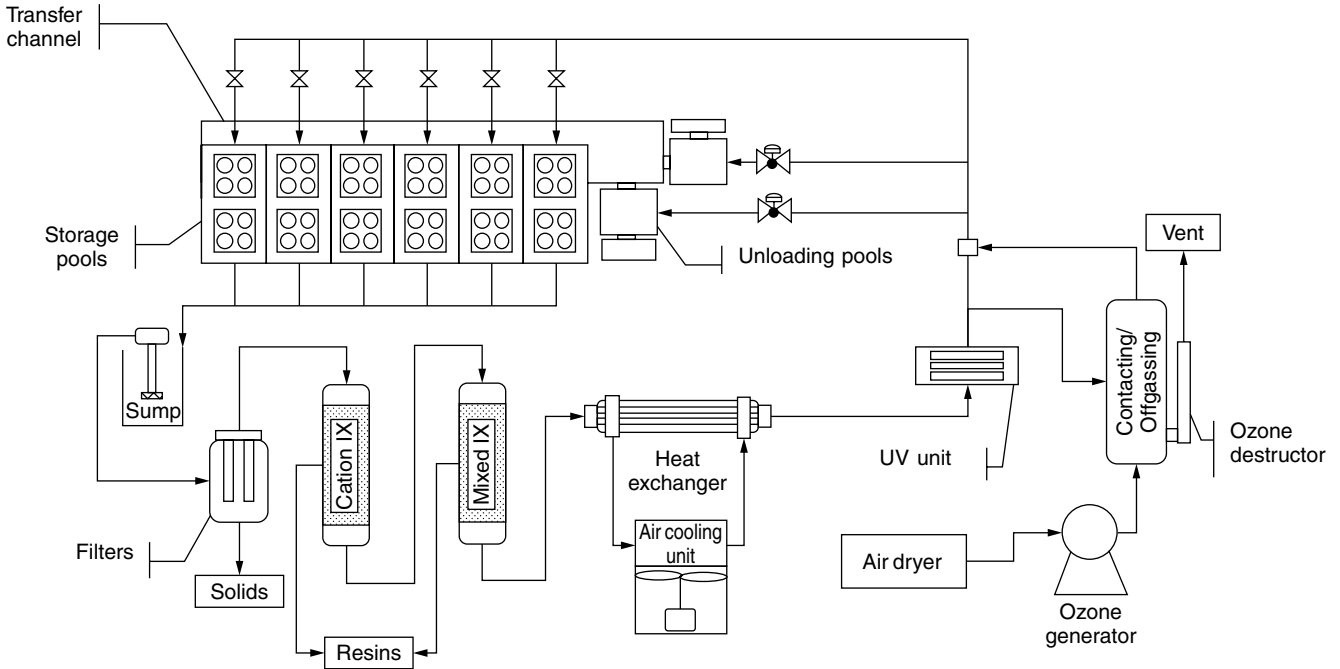 Transfer
channel
Storage
pools
Unloading pools
Vent
Contacting/
Offgassing
Sump
Cation IX
Mixed IX
Heat
exchanger
UV unit
Ozone
destructor
Filters
Air cooling
unit
Air dryer
Solids
Ozone
generator
Resins